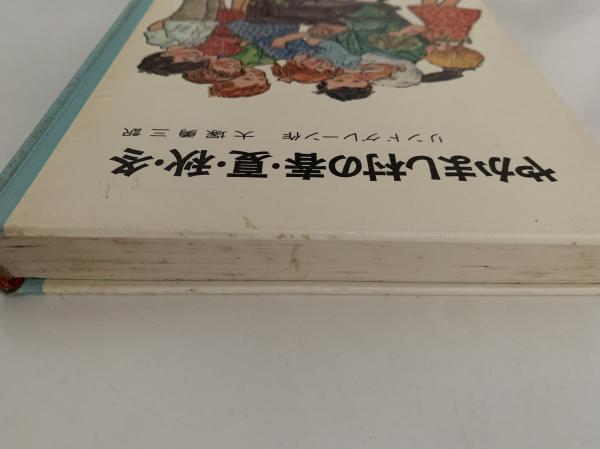 やかまし村の春・夏・秋・冬
リンドグレーン作　大塚勇三訳